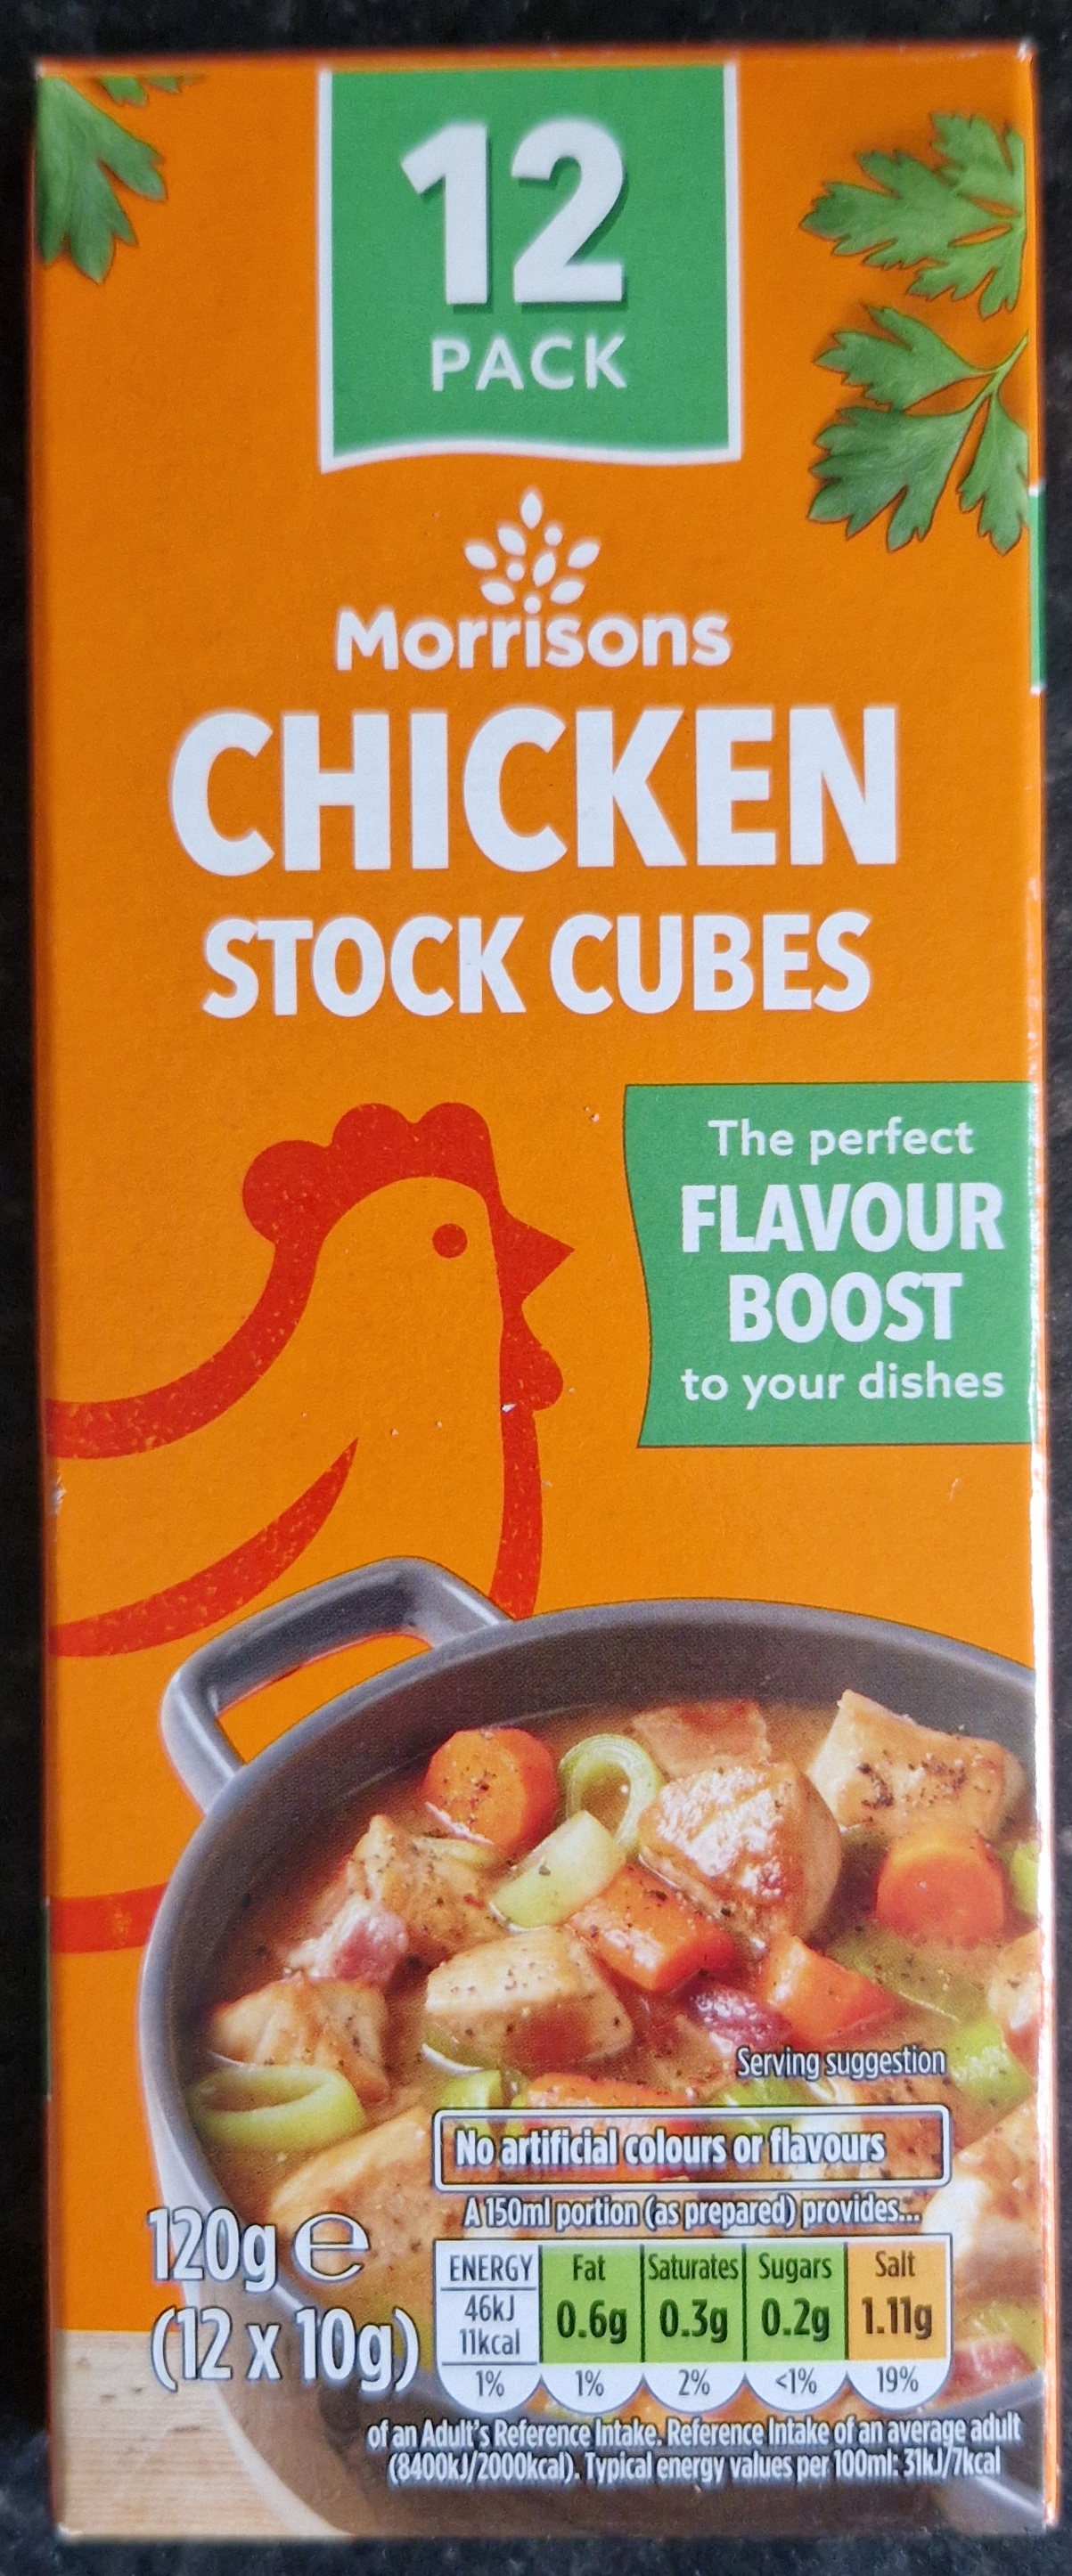 12
PACK
Morrisons
CHICKEN
STOCK CUBES
The perfect
FLAVOUR
BOOST
to your dishes
Serving suggestion
No artificial colours or flavours
A 150ml portion (as prepared) provides...
120g e
(12 x 10g)
ENERGY Fat Saturates Sugars Salt
46kJ
11kcal 0.6g 0.3g 0.2g 1.11g
1% 1% 2% <1% 19%
of an Adult's Reference Intake. Reference Intake of an average adult
(8400kJ/2000kcal). Typical energy values per 100ml: 31kJ/7kcal